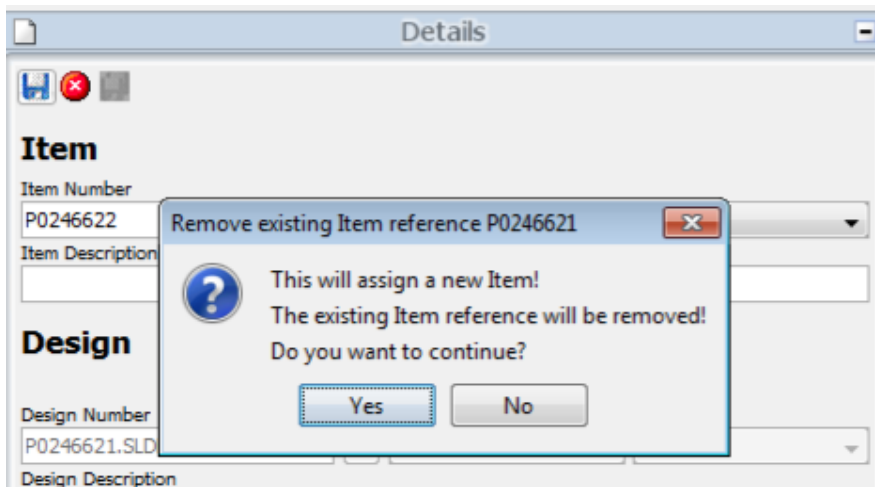 Details
Item
Item Number
P0246622
Remove existing Item reference P0246621
Item Description
This will assign a new Item!
The existing Item reference will be removed!
Do you want to continue?
Design
Yes No
Design Number
P0246621.SLD
Design Description